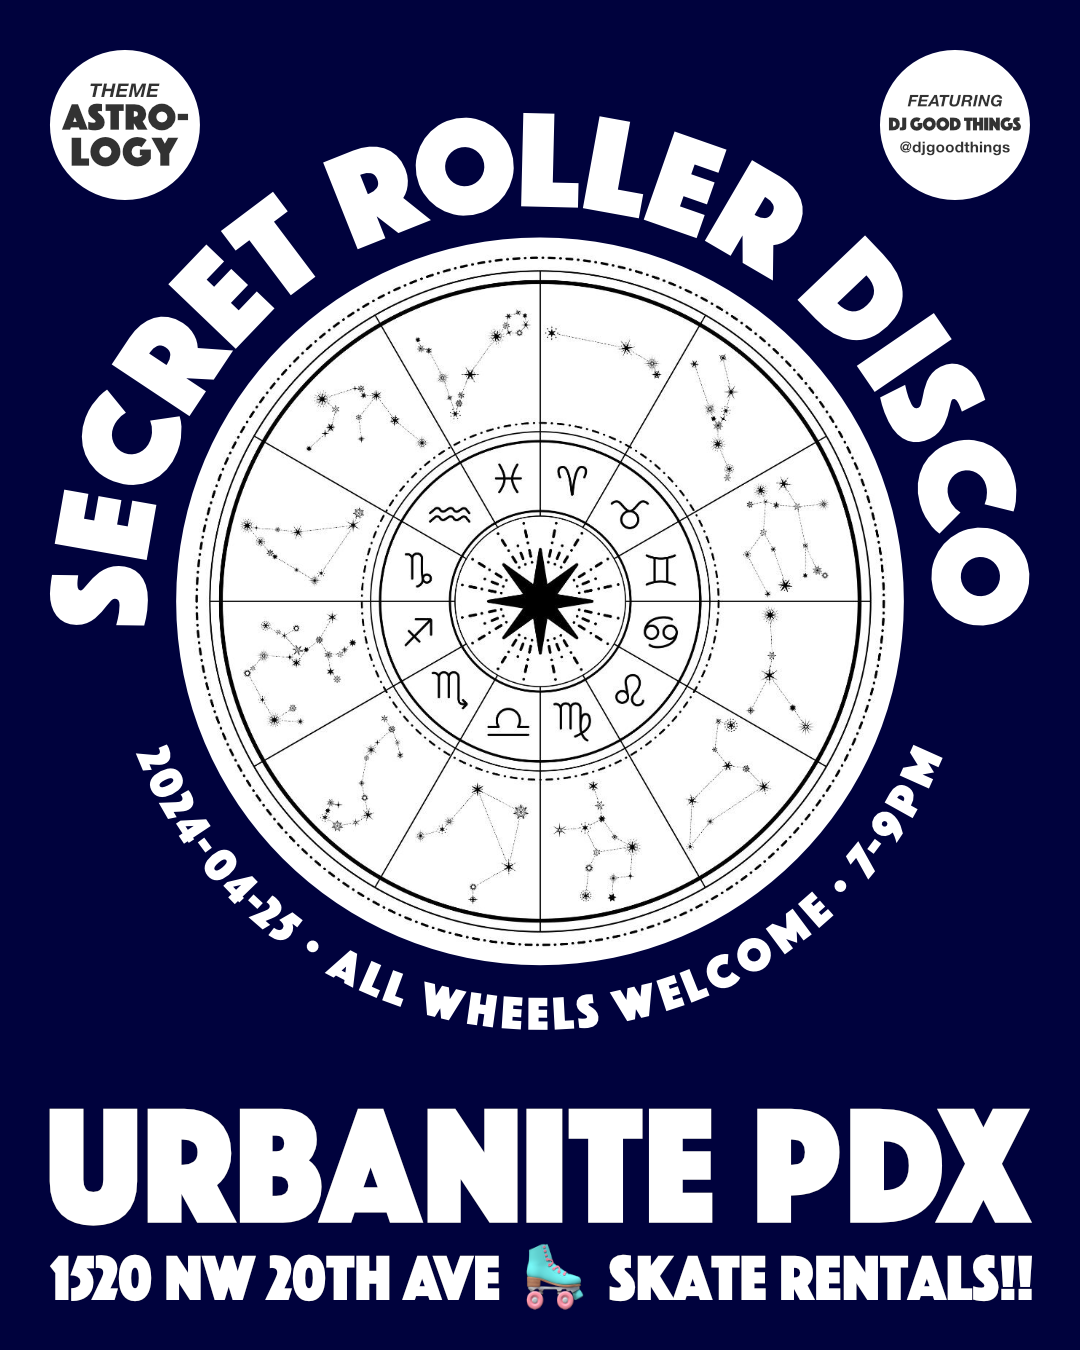 THEME
ASTRO-
LOGY
FEATURING
DJ GOOD THINGS
@djgoodthings
SECRET ROLLER DISCO
2024-04-25 • ALL WHEELS WELCOME • 7-9PM
URBANITE PDX
1520 NW 20TH AVE 🛼 SKATE RENTALS!!